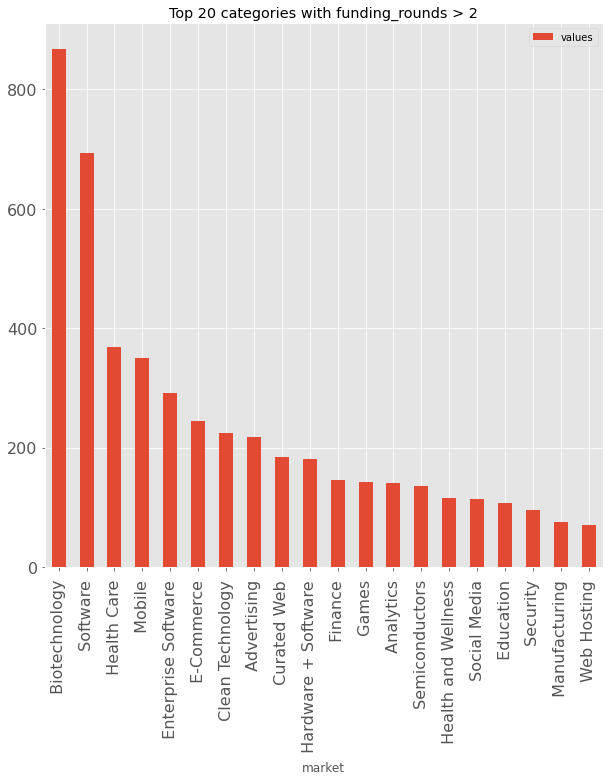 Top 20 categories with funding_rounds > 2
values
800
600
400
200
0
Biotechnology
Software
Health Care
Mobile
Enterprise Software
E-Commerce
Clean Technology
Advertising
Curated Web
Hardware + Software
Finance
Games
Analytics
Semiconductors
Health and Wellness
Social Media
Education
Security
Manufacturing
Web Hosting
market